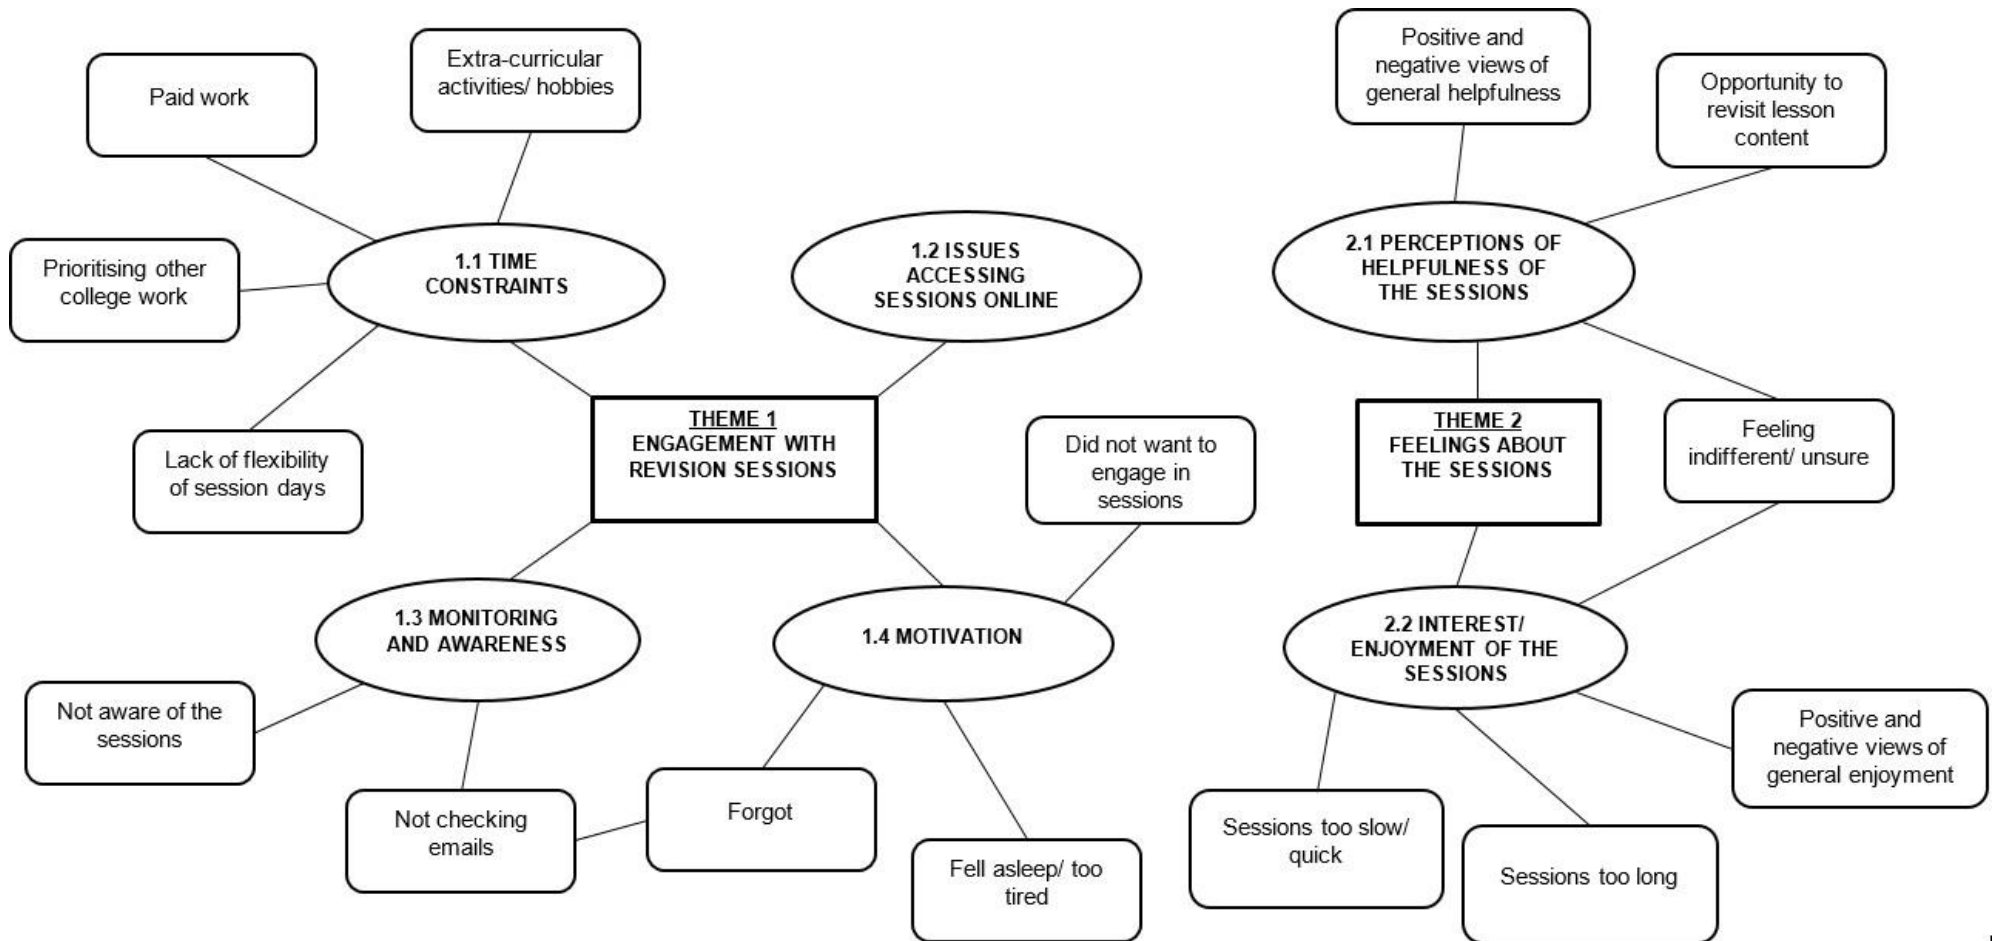 Paid work
Extra-curricular
activities/ hobbies
Prioritising other
college work
1.1 TIME
CONSTRAINTS
Lack of flexibility
of session days
1.2 ISSUES
ACCESSING
SESSIONS ONLINE
THEME 1
ENGAGEMENT WITH
REVISION SESSIONS
Did not want to
engage in
sessions
1.3 MONITORING
AND AWARENESS
1.4 MOTIVATION
Not aware of the
sessions
Not checking
emails
Forgot
Fell asleep/ too
tired
Positive and
negative views of
general helpfulness
Opportunity to
revisit lesson
content
2.1 PERCEPTIONS OF
HELPFULNESS OF
THE SESSIONS
THEME 2
FEELINGS ABOUT
THE SESSIONS
Feeling
indifferent/ unsure
2.2 INTEREST/
ENJOYMENT OF THE
SESSIONS
Positive and
negative views of
general enjoyment
Sessions too slow/
quick
Sessions too long